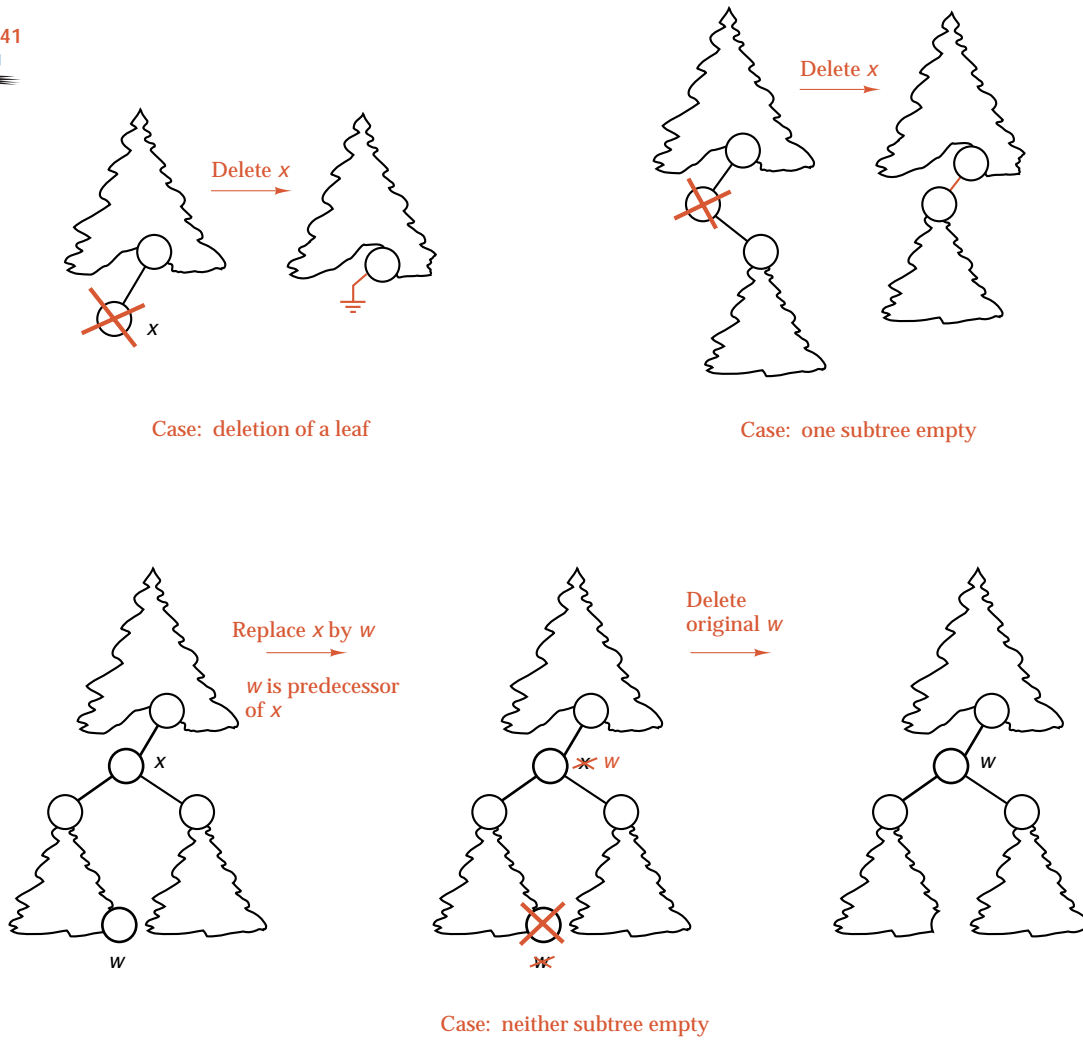 41
Delete x
Delete x
x
Case: deletion of a leaf
Case: one subtree empty
Replace x by w
w is predecessor
of x
Delete
original w
x
x w
w
w
w
Case: neither subtree empty